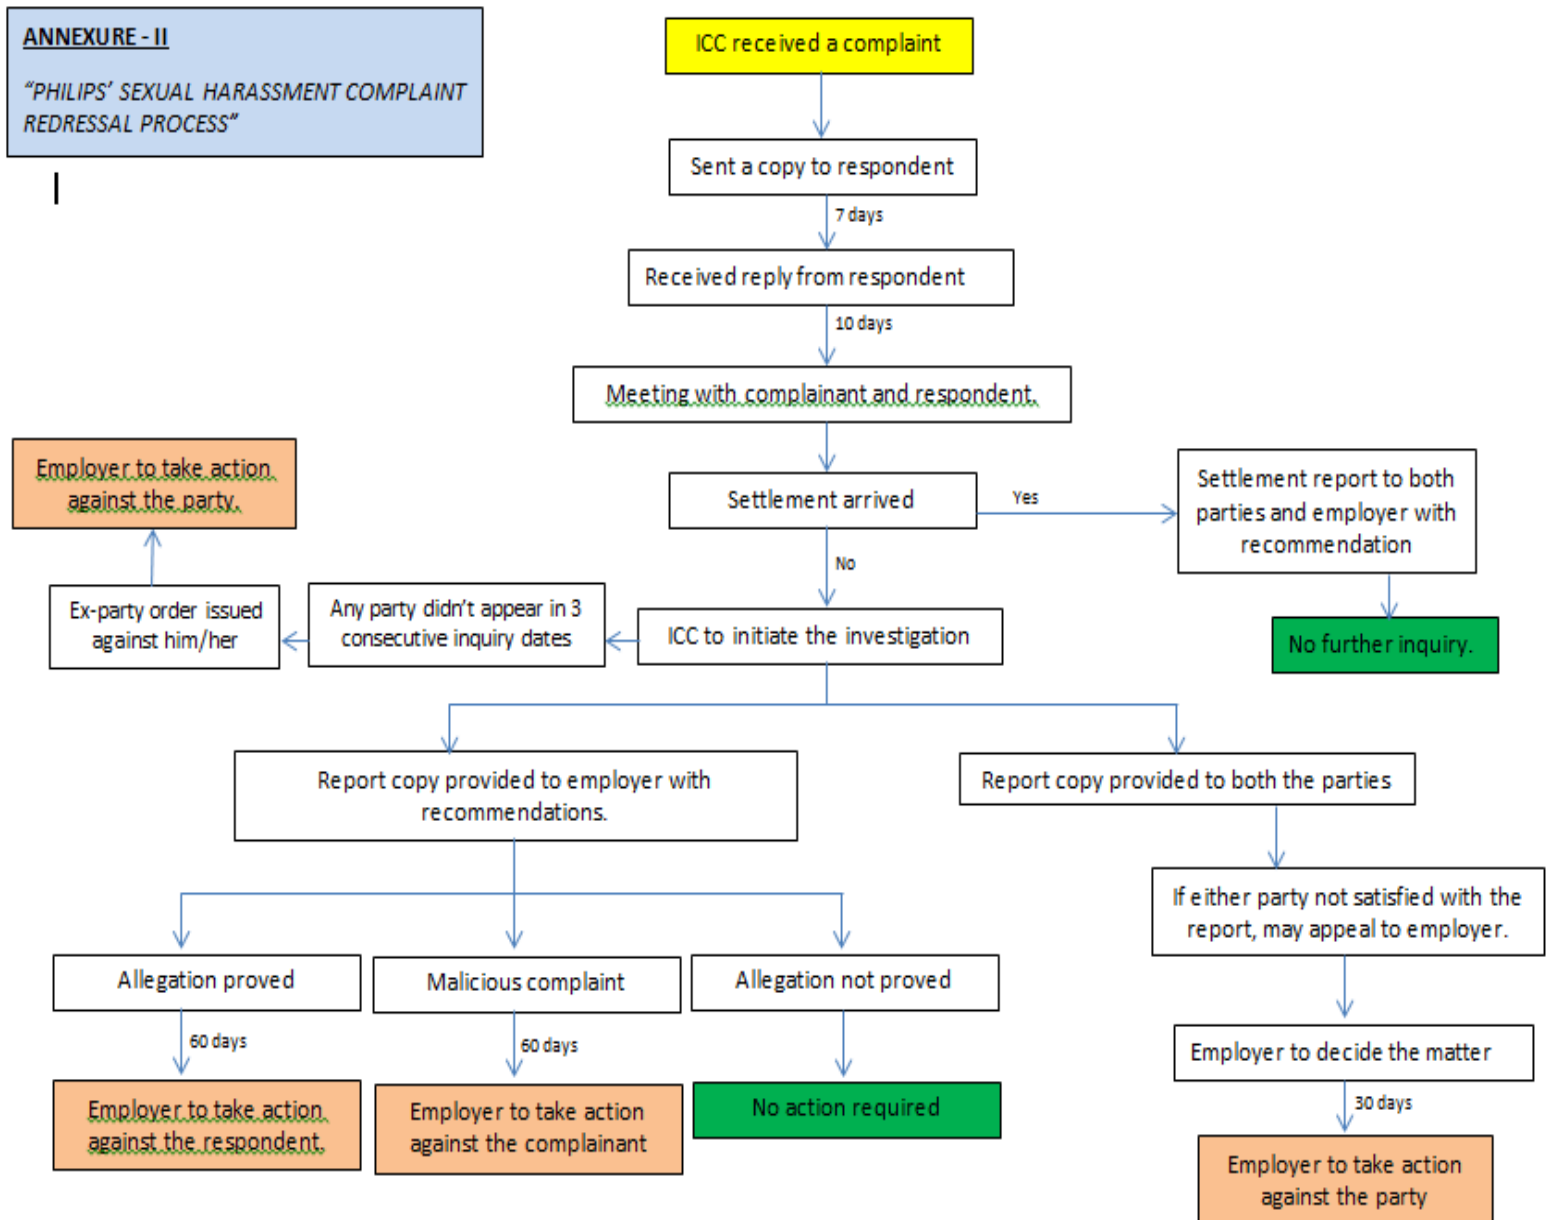 ANNEXURE - II
“PHILIPS’ SEXUAL HARASSMENT COMPLAINT
REDRESSAL PROCESS”
ICC received a complaint
Sent a copy to respondent
7 days
Received reply from respondent
10 days
Meeting with complainant and respondent.
Settlement arrived
Yes
Settlement report to both
parties and employer with
recommendation
No further inquiry.
No
ICC to initiate the investigation
Any party didn’t appear in 3
consecutive inquiry dates
Ex-party order issued
against him/her
Employer to take action
against the party.
Report copy provided to employer with
recommendations.
Report copy provided to both the parties
Allegation proved
60 days
Employer to take action
against the respondent.
Malicious complaint
60 days
Employer to take action
against the complainant
Allegation not proved
No action required
If either party not satisfied with the
report, may appeal to employer.
Employer to decide the matter
30 days
Employer to take action
against the party